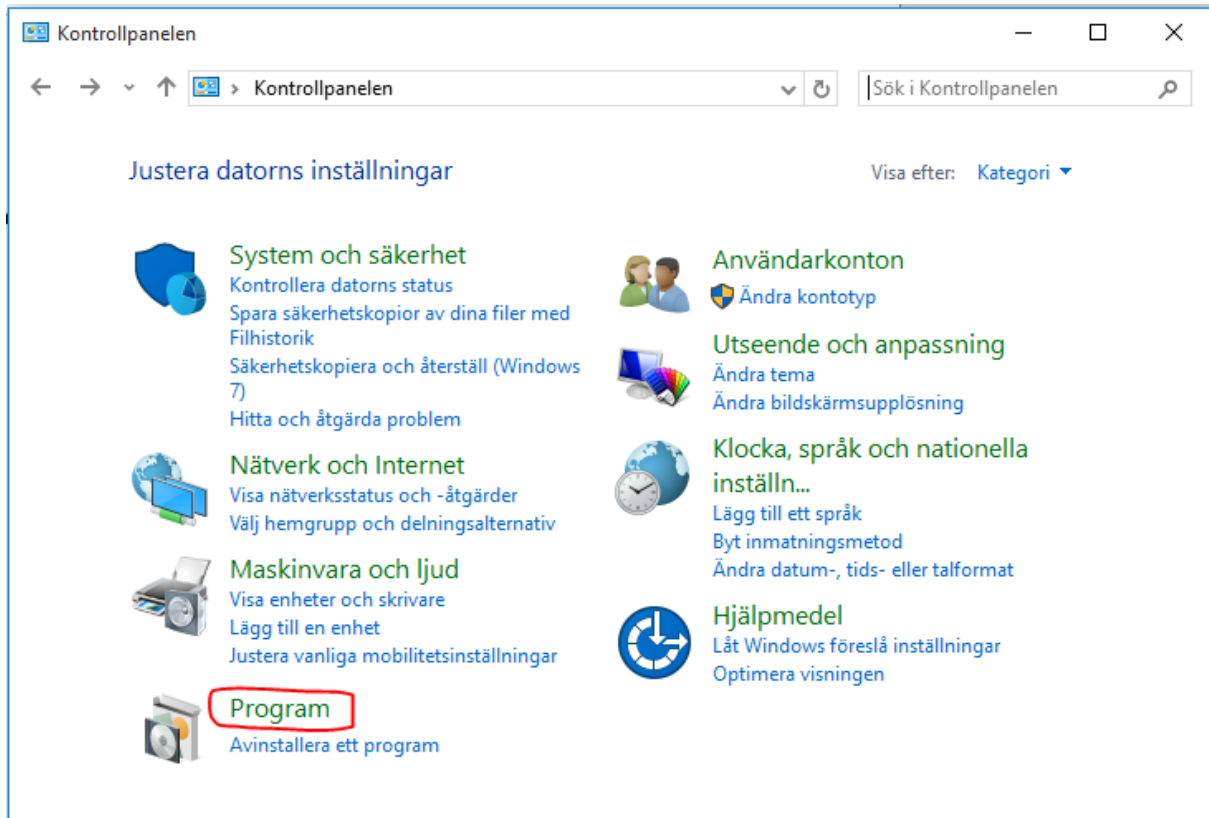 Kontrollpanelen
Kontrollpanelen
Sök i Kontrollpanelen
Justera datorns inställningar
Visa efter: Kategori
System och säkerhet
Kontrollera datorns status
Spara säkerhetskopior av dina filer med
Filhistorik
Säkerhetskopiera och återställ (Windows
7)
Hitta och åtgärda problem
Nätverk och Internet
Visa nätverksstatus och -åtgärder
Välj hemgrupp och delningsalternativ
Maskinvara och ljud
Visa enheter och skrivare
Lägg till en enhet
Justera vanliga mobilitetsinställningar
Program
Avinstallera ett program
Användarkonton
Ändra kontotyp
Utseende och anpassning
Ändra tema
Ändra bildskärmsupplösning
Klocka, språk och nationella
inställn...
Lägg till ett språk
Byt inmatningsmetod
Ändra datum-, tids- eller talformat
Hjälpmedel
Låt Windows föreslå inställningar
Optimera visningen